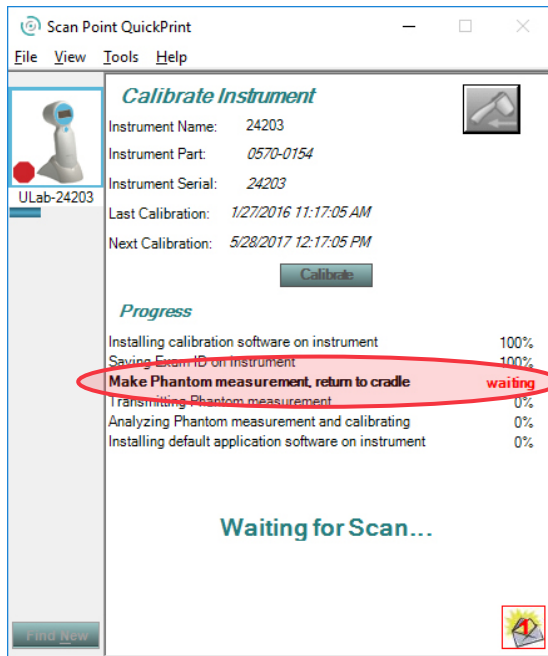 Scan Point QuickPrint
File View Tools Help
Calibrate Instrument
Instrument Name: 24203
Instrument Part: 0570-0154
Instrument Serial: 24203
ULab-24203
Last Calibration: 1/27/2016 11:17:05 AM
Next Calibration: 5/28/2017 12:17:05 PM
Calibrate
Progress
Installing calibration software on instrument 100%
Saving Exam ID on instrument 100%
Make Phantom measurement, return to cradle waiting
Transmitting Phantom measurement 0%
Analyzing Phantom measurement and calibrating 0%
Installing default application software on instrument 0%
Waiting for Scan...
Find New
1